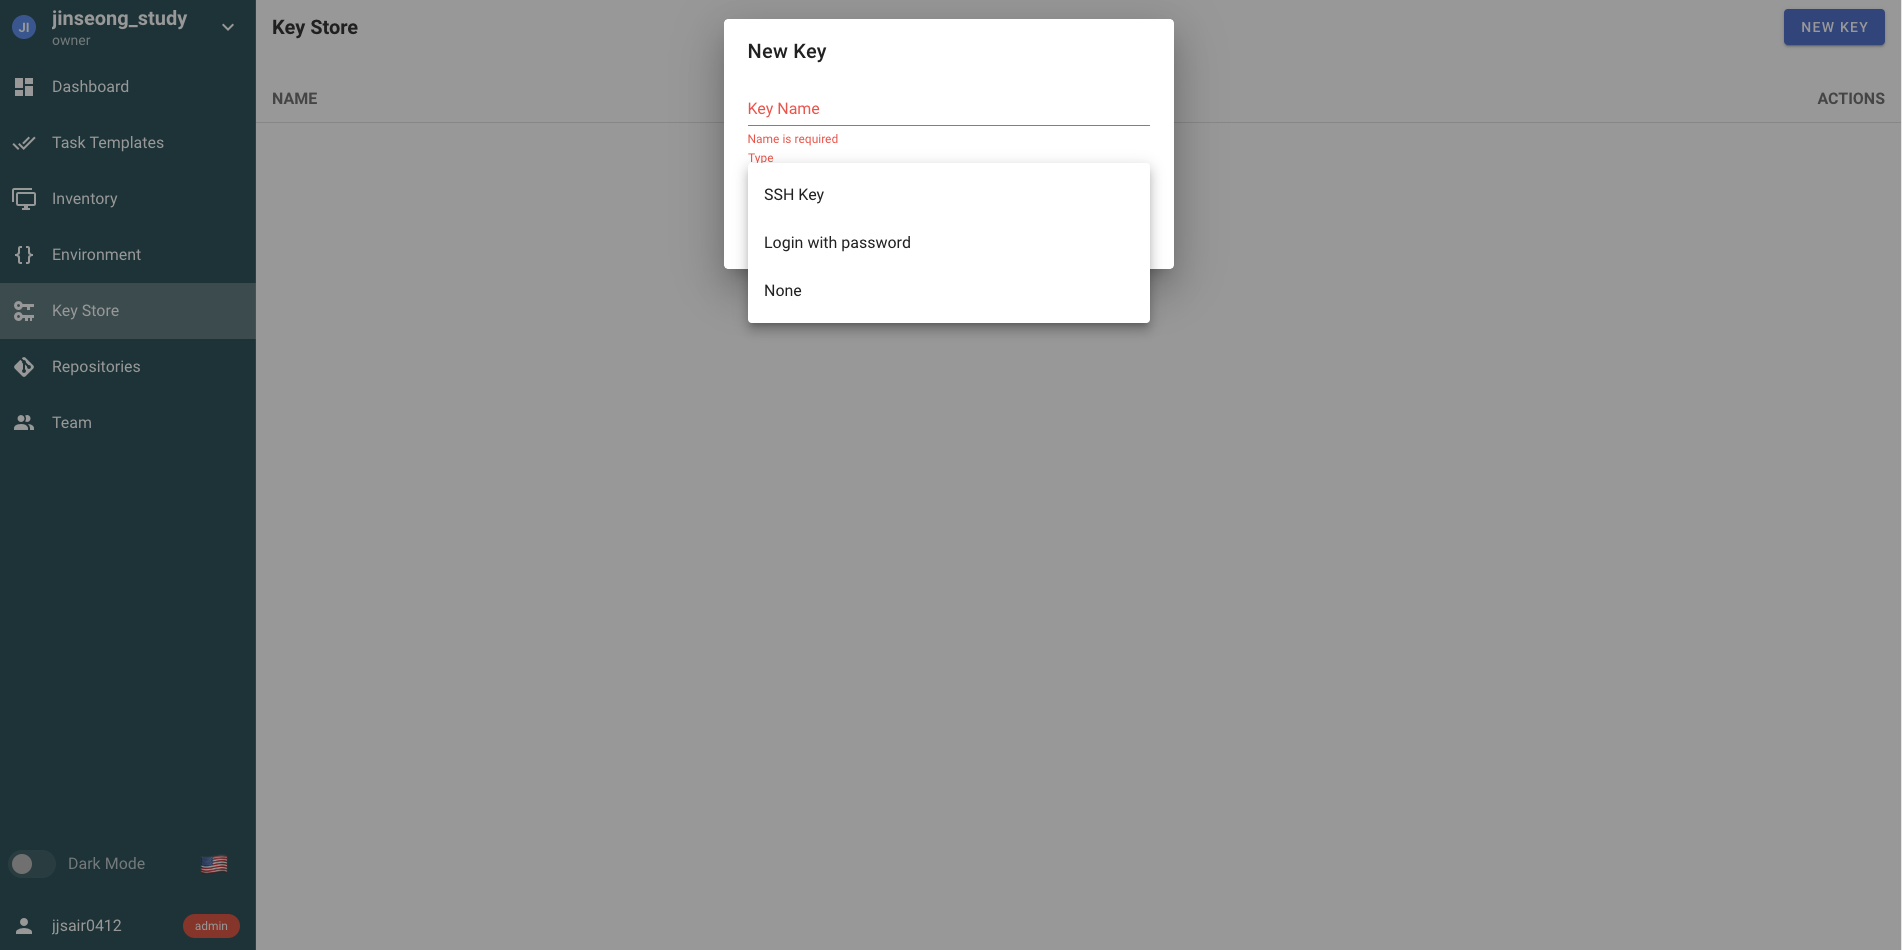 JI
jinseong_study
owner
Dashboard
Task Templates
Inventory
Environment
Key Store
Repositories
Team
Dark Mode
jjsair0412
admin
Key Store
NEW KEY
NAME
ACTIONS
New Key
Key Name
Name is required
Type
SSH Key
Login with password
None